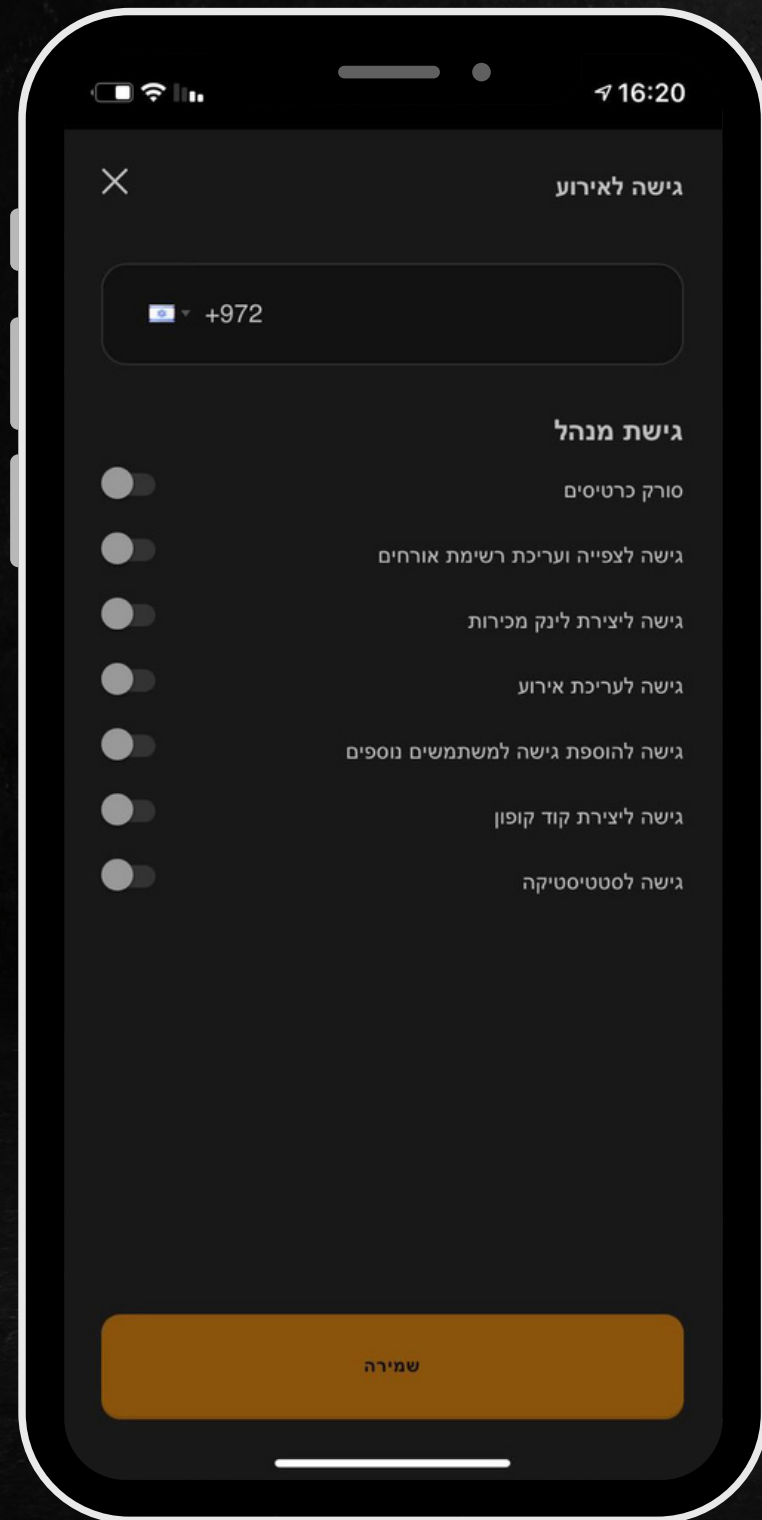 16:20
גישה לאירוע
+972
גישת מנהל
סורק כרטיסים
גישה לצפייה ועריכת רשימת אורחים
גישה ליצירת לינק מכירות
גישה לעריכת אירוע
גישה להוספת גישה למשתמשים נוספים
גישה ליצירת קוד קופון
גישה לסטטיסטיקה
שמירה